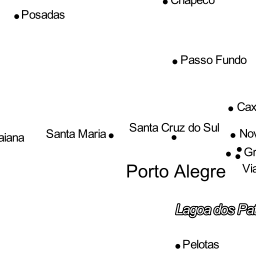 Chapecó
Posadas
Passo Fundo
Cax
Santa Cruz do Sul
Santa Maria
Nov
aiana
Gr
Porto Alegre
Via
Lagoa dos Pat
Pelotas